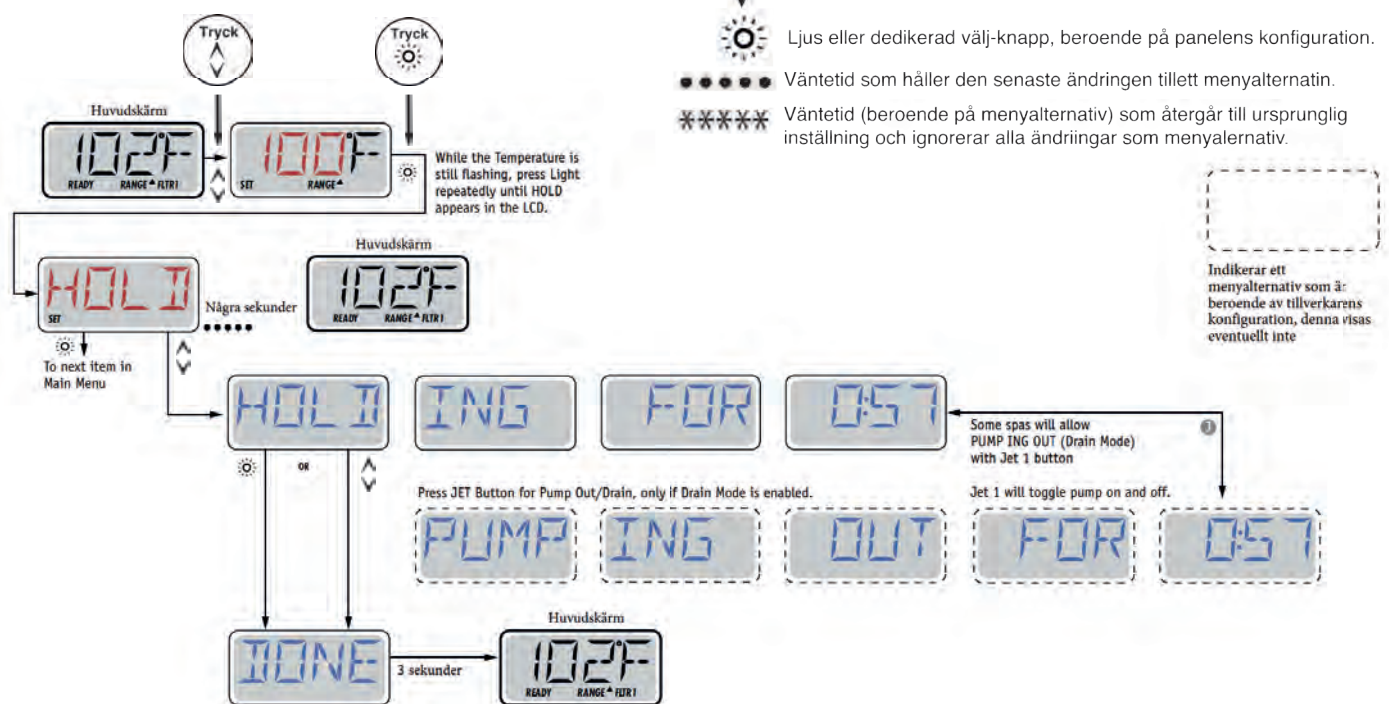 Tryck
Tryck
Ljus eller dedikerad välj-knapp, beroende på panelens konfiguration.
Väntetid som håller den senaste ändringen tillett menyalternatin.
Väntetid (beroende på menyalternativ) som återgår till ursprunglig
inställning och ignorerar alla ändriingar som menyalernativ.
Huvudskärm
102°F
READY RANGE FLTR1
100°F
SET RANGE
While the Temperature is
still flashing, press Light
repeatedly until HOLD
appears in the LCD.
Indikerar ett
menyalternativ som är
beroende av tillverkarens
konfiguration, denna visas
eventuellt inte
HOLD
SET
Några sekunder
Huvudskärm
102°F
READY RANGE FLTR1
To next item in
Main Menu
HOLD ING FOR 0:57
Some spas will allow
PUMP ING OUT (Drain Mode)
with Jet 1 button
OR
Press JET Button for Pump Out/Drain, only if Drain Mode is enabled.
Jet 1 will toggle pump on and off.
PUMP ING OUT FOR 0:57
DONE
3 sekunder
Huvudskärm
102°F
READY RANGE FLTR1